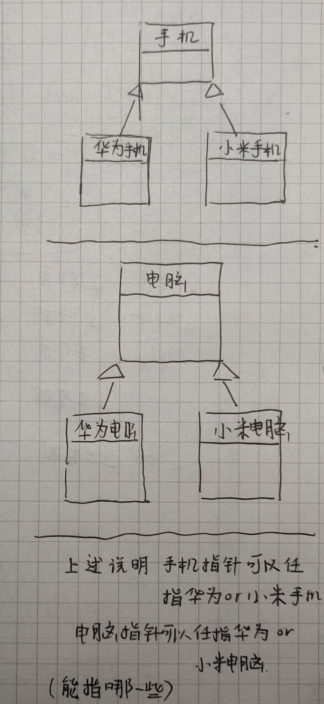 手机
华为手机 小米手机
电脑
华为电脑 小米电脑
上述说明 手机指针可以任
指华为or小米手机
电脑指针可以任指华为or
小米电脑
(能指哪一些)